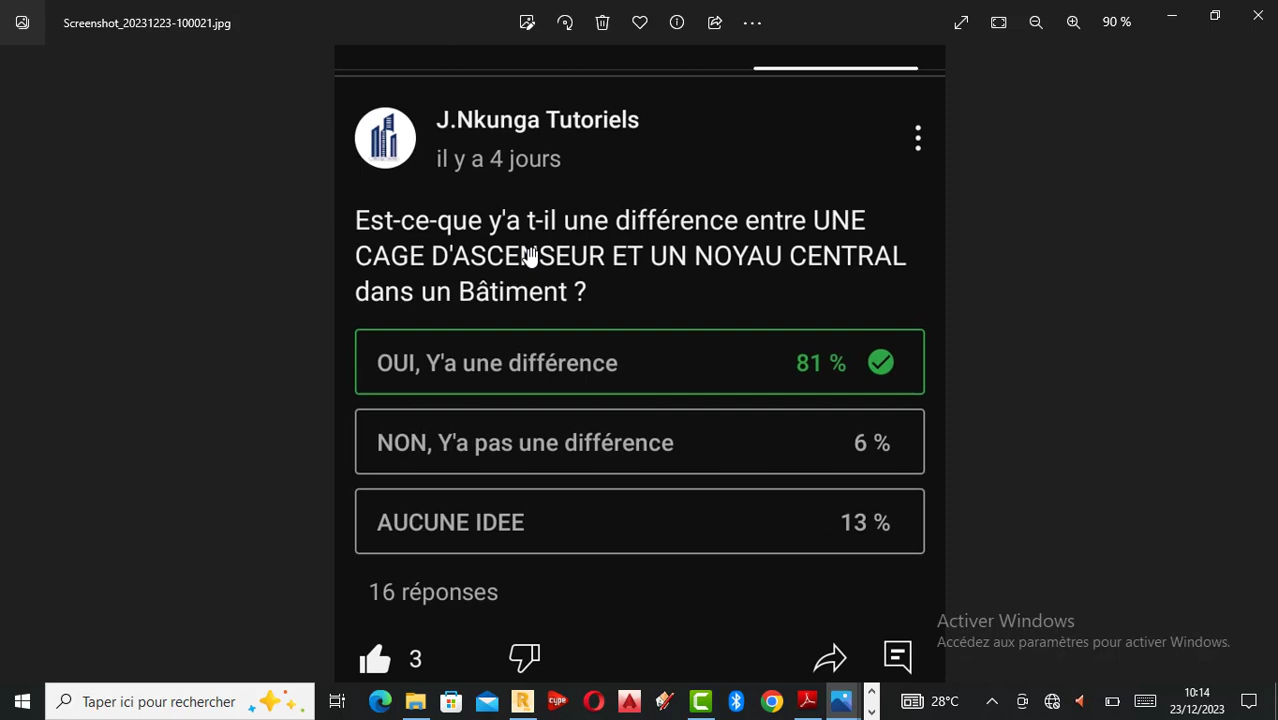 Screenshot_20231223-100021.jpg
90 %
J.Nkunga Tutoriels
il y a 4 jours
Est-ce-que y'a t-il une différence entre UNE
CAGE D'ASCENSEUR ET UN NOYAU CENTRAL
dans un Bâtiment ?
OUI, Y'a une différence 81 %
NON, Y'a pas une différence 6 %
AUCUNE IDEE 13 %
16 réponses
3
Activer Windows
Accédez aux paramètres pour activer Windows.
Taper ici pour rechercher
28°C
10:14
23/12/2023